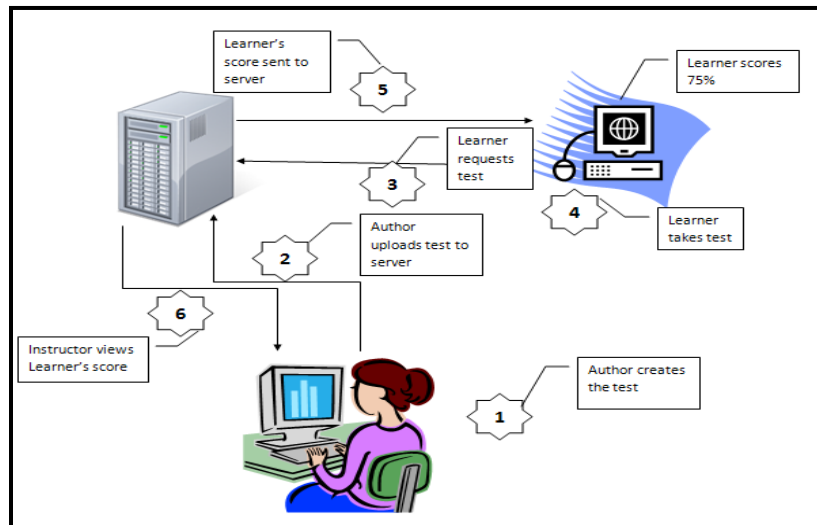 Learner's
score sent to
server
5
Learner scores
75%
Learner
requests
test
3
4
Learner
takes test
Author
uploads test to
server
2
6
Instructor views
Learner's score
Author creates
the test
1